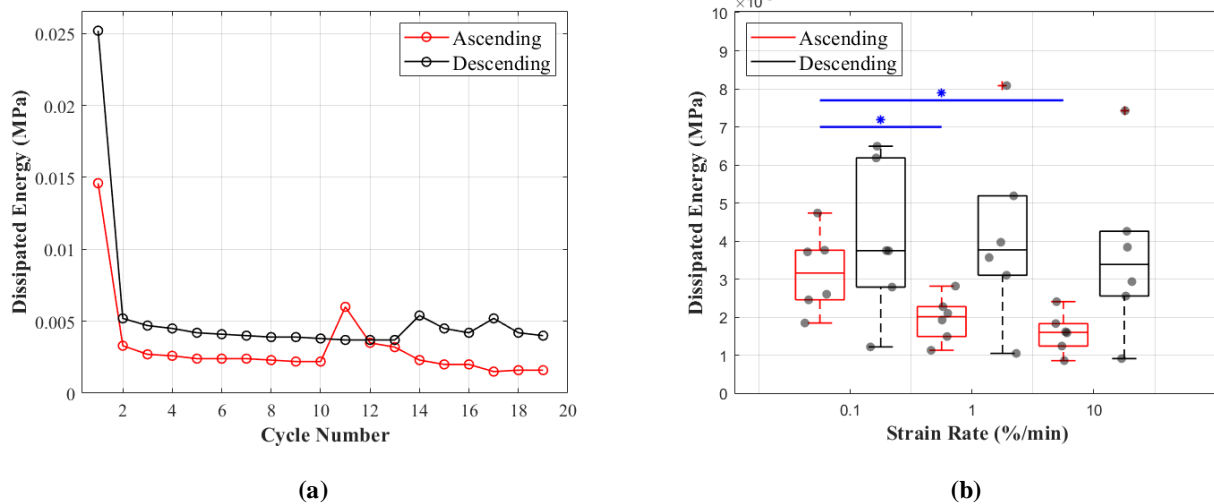 Ascending
Descending
0.025
0.02
0.015
0.01
0.005
0
2 4 6 8 10 12 14 16 18 20
Dissipated Energy (MPa)
Cycle Number
(a)
Ascending
Descending
10
9
8
7
6
5
4
3
2
1
0
0.1 1 10
Dissipated Energy (MPa)
Strain Rate (%/min)
(b)